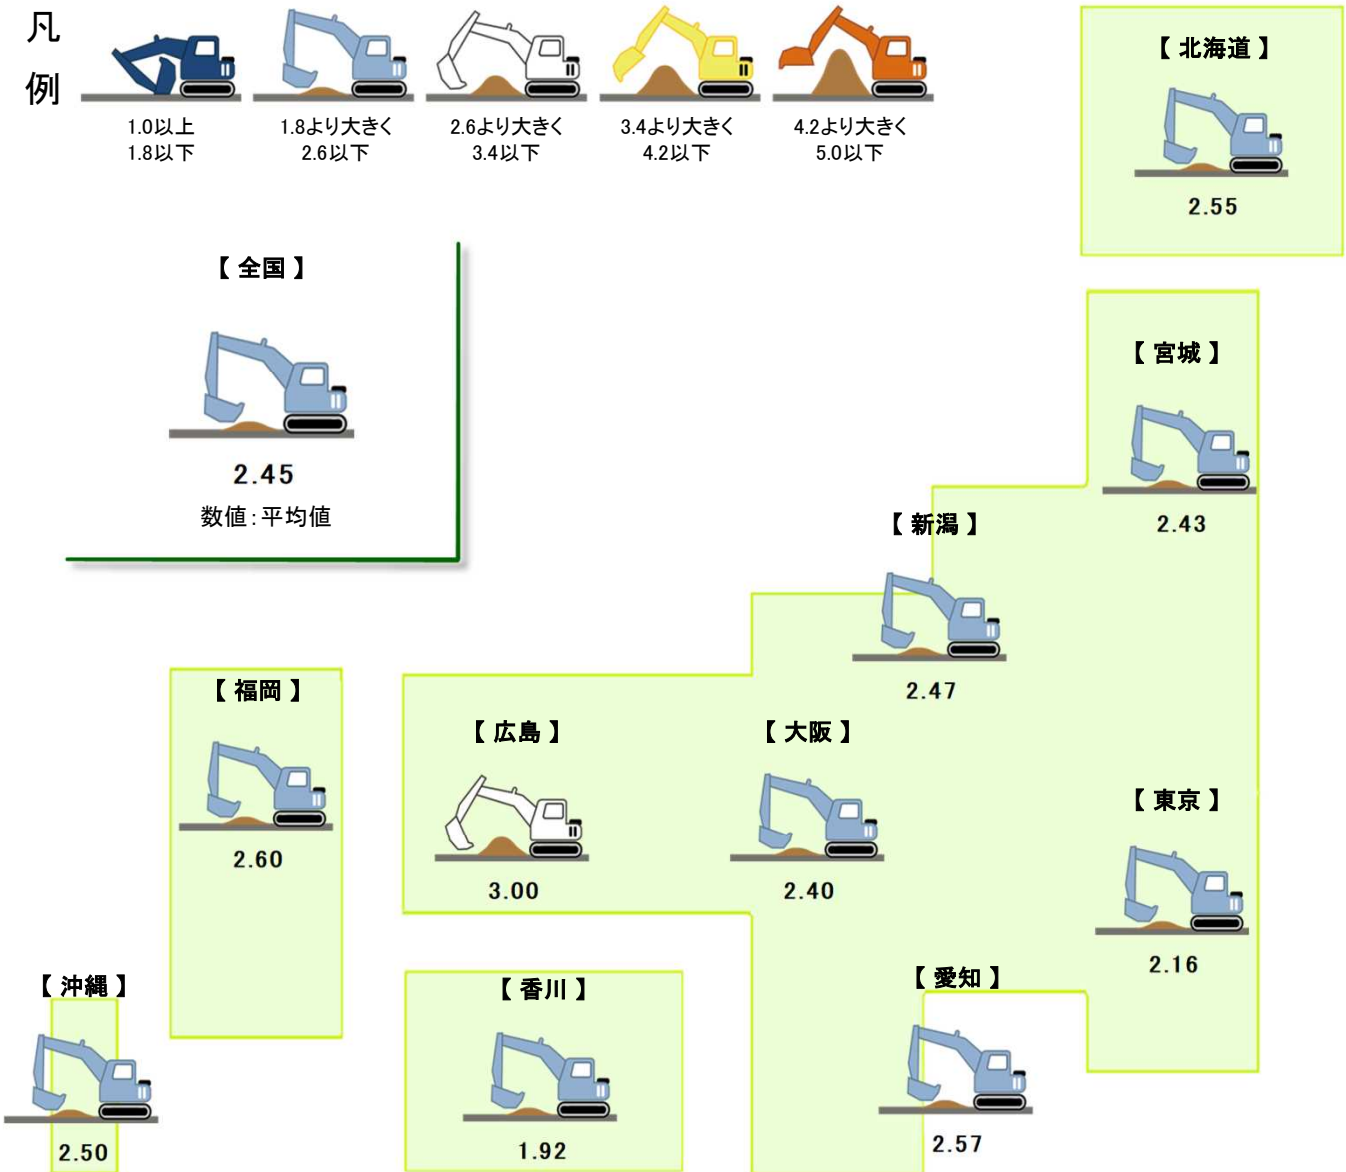 凡
例
1.0以上
1.8以下
1.8より大きく
2.6以下
2.6より大きく
3.4以下
3.4より大きく
4.2以下
4.2より大きく
5.0以下
【 北海道 】
2.55
【 全国 】
2.45
数値：平均値
【 宮城 】
2.43
【 新潟 】
2.47
【 福岡 】
2.60
【 広島 】
3.00
【 大阪 】
2.40
【 東京 】
2.16
【 沖縄 】
2.50
【 香川 】
1.92
【 愛知 】
2.57